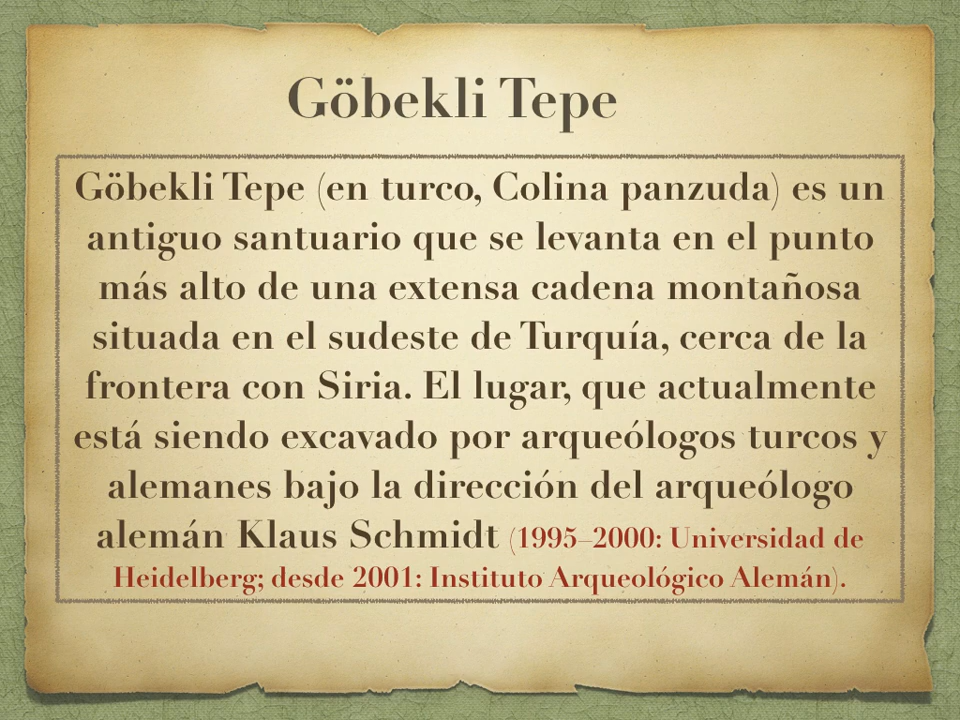 Göbekli Tepe
Göbekli Tepe (en turco, Colina panzuda) es un
antiguo santuario que se levanta en el punto
más alto de una extensa cadena montañosa
situada en el sudeste de Turquía, cerca de la
frontera con Siria. El lugar, que actualmente
está siendo excavado por arqueólogos turcos y
alemanes bajo la dirección del arqueólogo
alemán Klaus Schmidt (1995–2000: Universidad de
Heidelberg; desde 2001: Instituto Arqueológico Alemán).